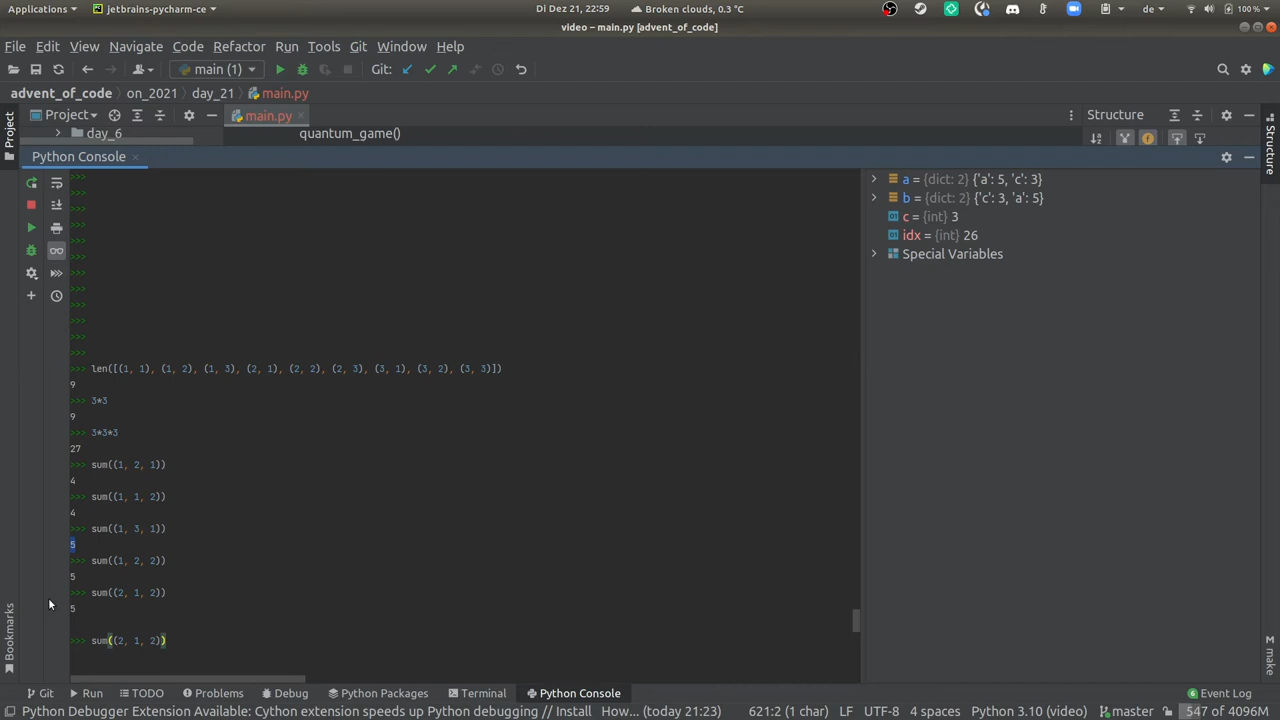 Applications jetbrains-pycharm-ce Di Dez 21, 22:59 Broken clouds, 0.3 °C de 100 %
video – main.py [advent_of_code]
File Edit View Navigate Code Refactor Run Tools Git Window Help
main (1) Git:
advent_of_code on_2021 day_21 main.py
Project main.py Structure
day_6 quantum_game()
Python Console
>>>
>>>
>>>
>>>
>>>
>>>
>>>
>>>
>>>
>>>
>>>
>>>
>>> len([(1, 1), (1, 2), (1, 3), (2, 1), (2, 2), (2, 3), (3, 1), (3, 2), (3, 3)])
9
>>> 3*3
9
>>> 3*3*3
27
>>> sum((1, 2, 1))
4
>>> sum((1, 1, 2))
4
>>> sum((1, 3, 1))
5
>>> sum((1, 2, 2))
5
>>> sum((2, 1, 2))
5
>>> sum((2, 1, 2))
a = {dict: 2} {'a': 5, 'c': 3}
b = {dict: 2} {'c': 3, 'a': 5}
c = {int} 3
idx = {int} 26
Special Variables
Project
Bookmarks
Structure
make
Git Run TODO Problems Debug Python Packages Terminal Python Console 6 Event Log
Python Debugger Extension Available: Cython extension speeds up Python debugging // Install How... (today 21:23) 621:2 (1 char) LF UTF-8 4 spaces Python 3.10 (video) master 547 of 4096M